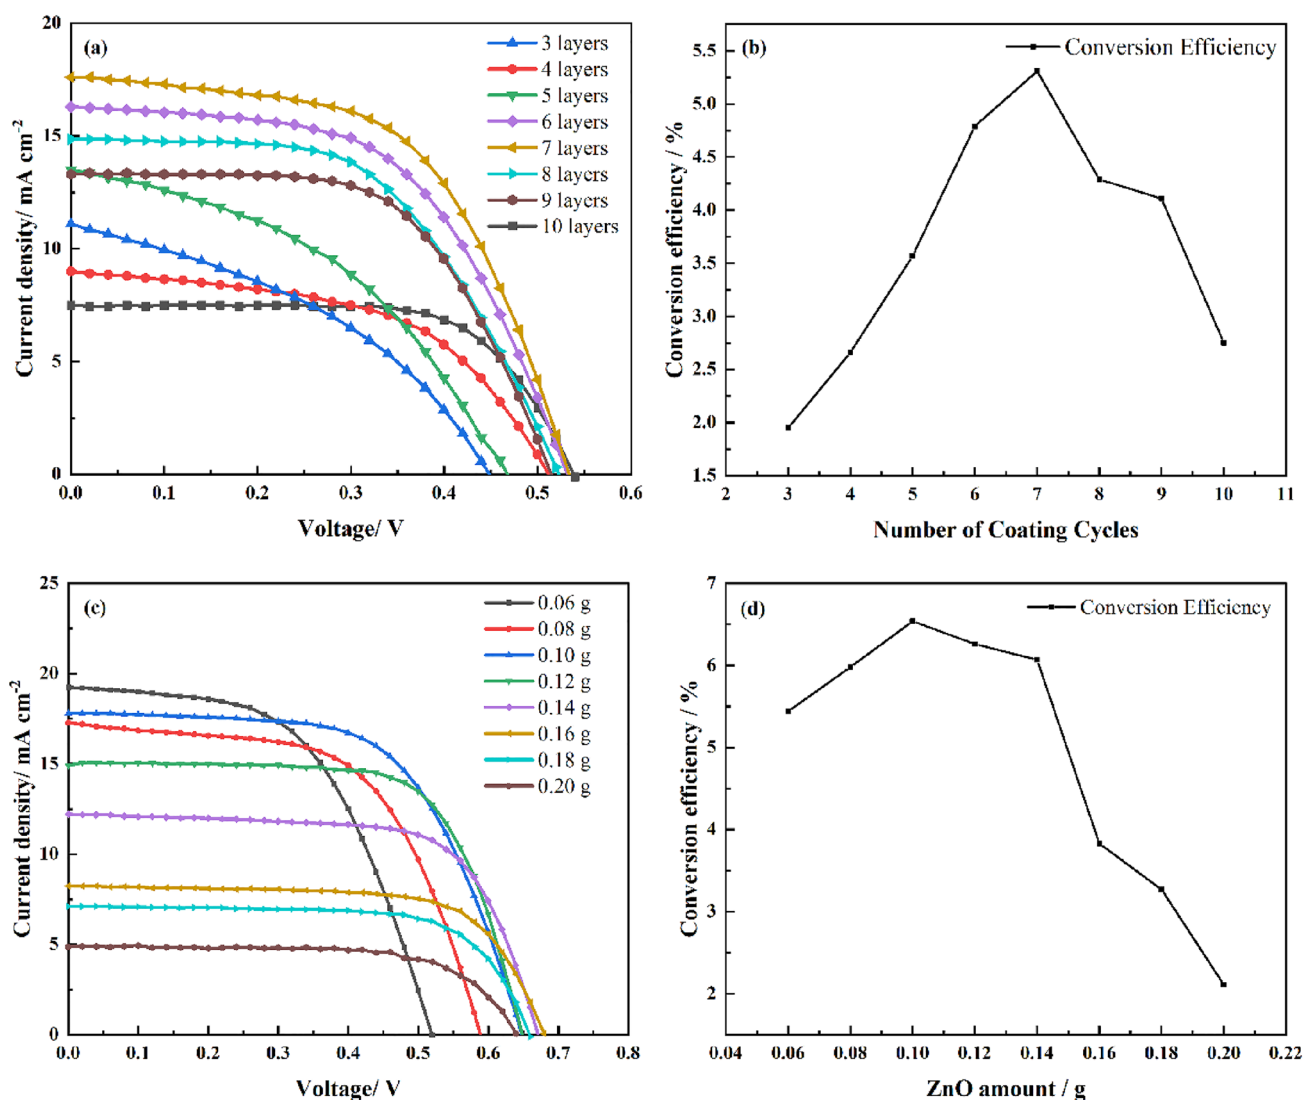 (a)
3 layers
4 layers
5 layers
6 layers
7 layers
8 layers
9 layers
10 layers
Current density/ mA cm-2
20
15
10
5
0
0.0 0.1 0.2 0.3 0.4 0.5 0.6
Voltage/ V
(b)
Conversion Efficiency
Conversion efficiency / %
5.5
5.0
4.5
4.0
3.5
3.0
2.5
2.0
1.5
2 3 4 5 6 7 8 9 10 11
Number of Coating Cycles
(c)
0.06 g
0.08 g
0.10 g
0.12 g
0.14 g
0.16 g
0.18 g
0.20 g
Current density/ mA cm-2
25
20
15
10
5
0
0.0 0.1 0.2 0.3 0.4 0.5 0.6 0.7 0.8
Voltage/ V
(d)
Conversion Efficiency
Conversion efficiency / %
7
6
5
4
3
2
0.04 0.06 0.08 0.10 0.12 0.14 0.16 0.18 0.20 0.22
ZnO amount / g